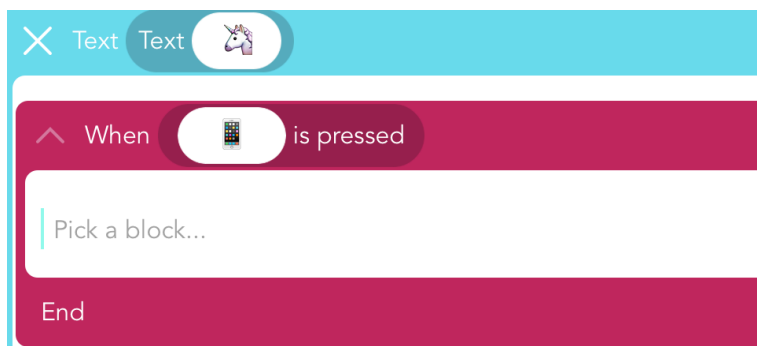 Text Text 🦄
When 📱 is pressed
Pick a block...
End